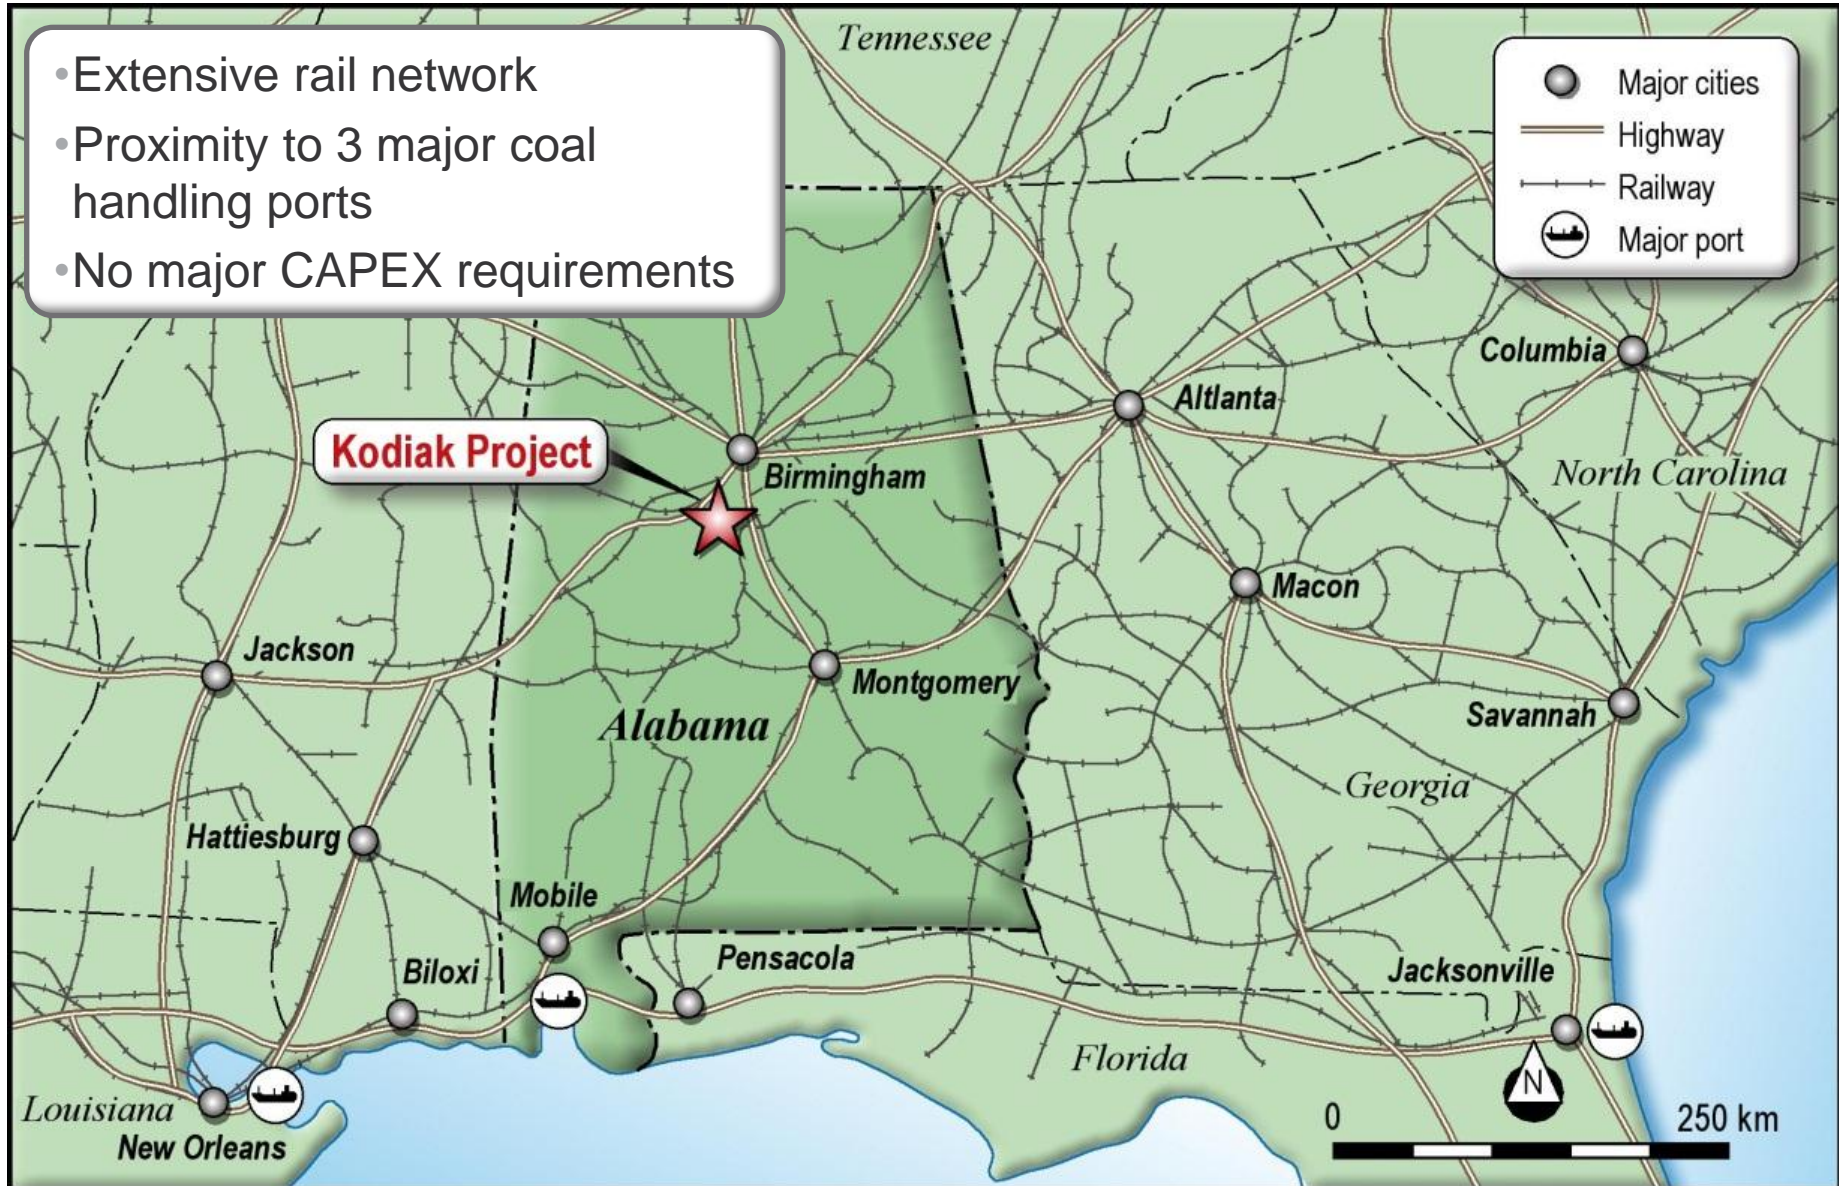 •Extensive rail network
•Proximity to 3 major coal
handling ports
•No major CAPEX requirements
Tennessee
Major cities
Highway
Railway
Major port
Columbia
Altlanta
Kodiak Project
Birmingham
North Carolina
Macon
Jackson
Montgomery
Savannah
Alabama
Georgia
Hattiesburg
Mobile
Pensacola
Biloxi
Jacksonville
Florida
N
Louisiana
New Orleans
0 250 km